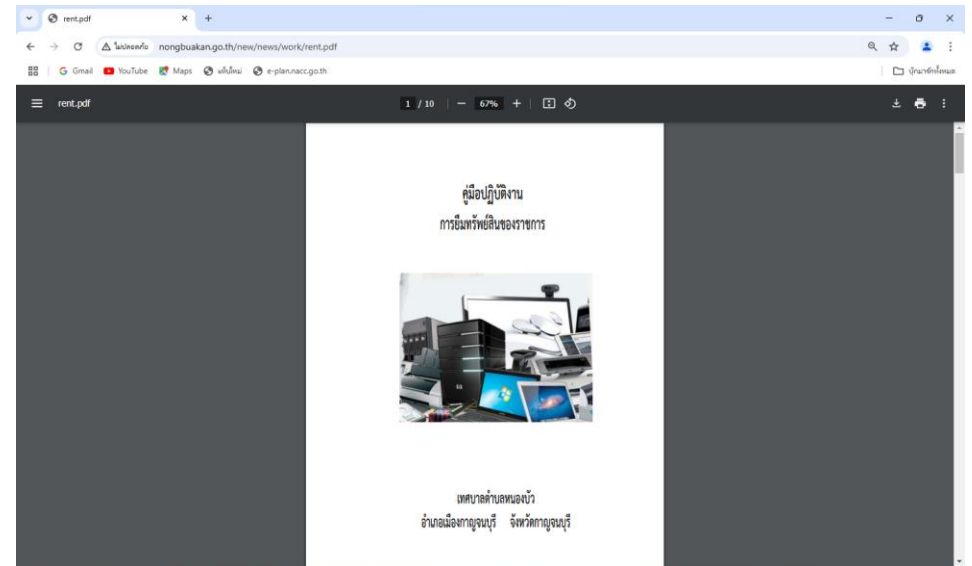 rent.pdf
ไม่ปลอดภัย nongbuakan.go.th/new/news/work/rent.pdf
Gmail YouTube Maps แท็บใหม่ e-plan.nacc.go.th บุ๊กมาร์กทั้งหมด
rent.pdf 1 / 10 67%
คู่มือปฏิบัติงาน
การยืมทรัพย์สินของราชการ
เทศบาลตำบลหนองบัว
อำเภอเมืองกาญจนบุรี จังหวัดกาญจนบุรี